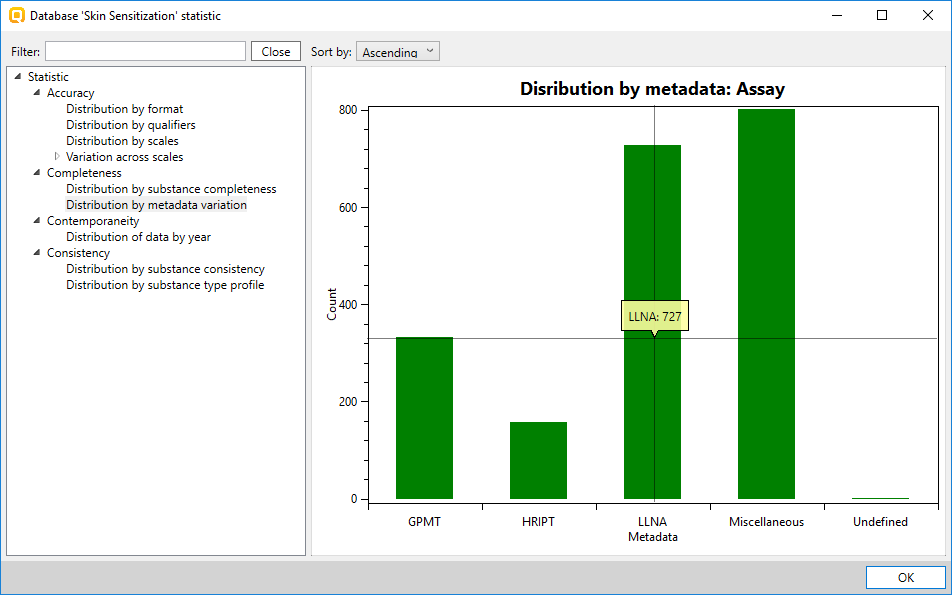 Database 'Skin Sensitization' statistic
Filter:
Close
Sort by:
Ascending
Statistic
Accuracy
Distribution by format
Distribution by qualifiers
Distribution by scales
Variation across scales
Completeness
Distribution by substance completeness
Distribution by metadata variation
Contemporaneity
Distribution of data by year
Consistency
Distribution by substance consistency
Distribution by substance type profile
Disribution by metadata: Assay
800
600
400
200
0
Count
LLNA: 727
GPMT
HRIPT
LLNA
Miscellaneous
Undefined
Metadata
OK